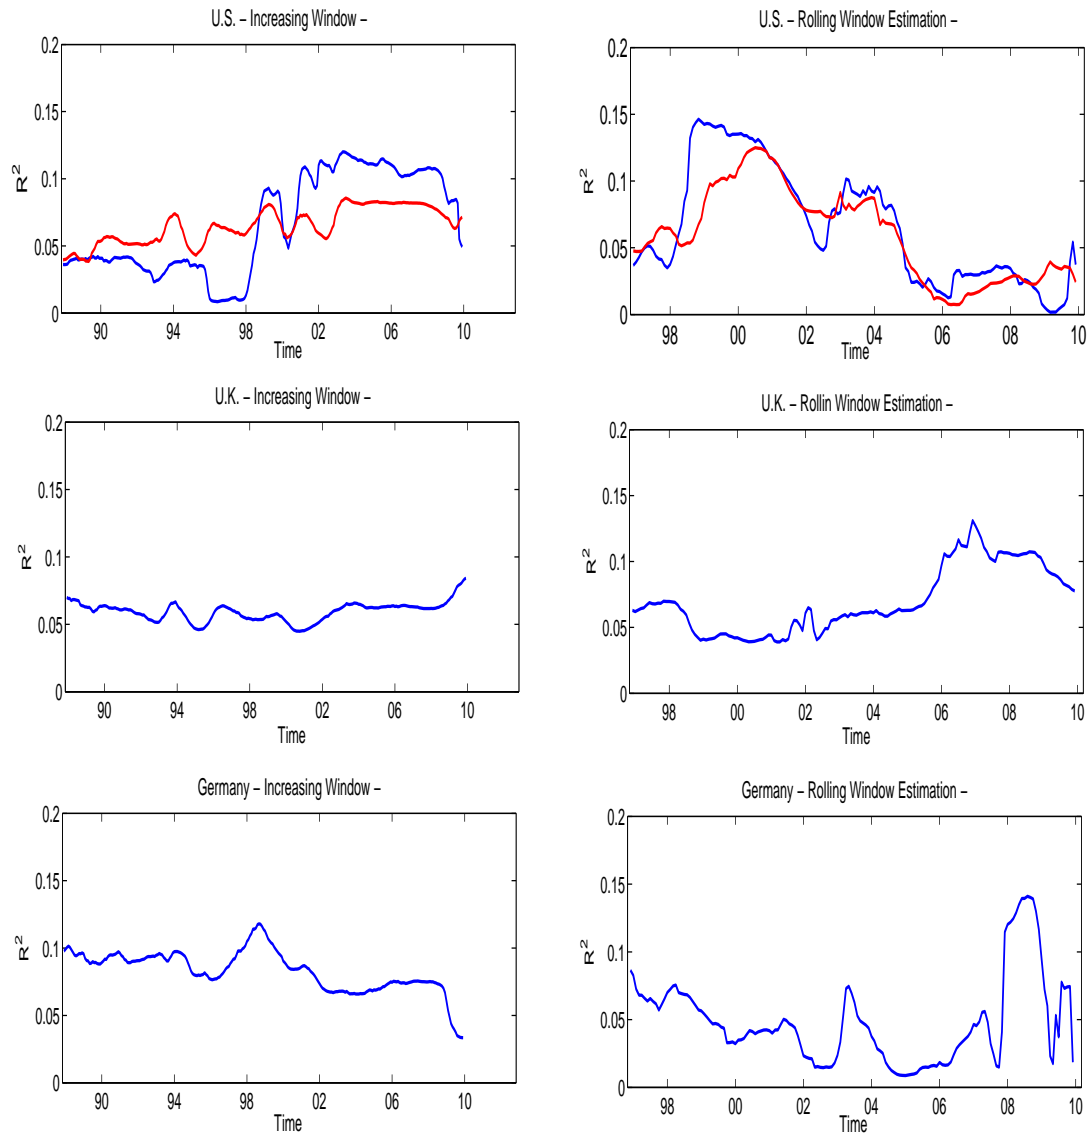 U.S. – Increasing Window –
0.2
0.15
0.1
0.05
0
R²
90 94 98 02 06 10
Time
U.S. – Rolling Window Estimation –
0.2
0.15
0.1
0.05
0
R²
98 00 02 04 06 08 10
Time
U.K. – Increasing Window –
0.2
0.15
0.1
0.05
0
R²
90 94 98 02 06 10
Time
U.K. – Rollin Window Estimation –
0.2
0.15
0.1
0.05
0
R²
98 00 02 04 06 08 10
Time
Germany – Increasing Window –
0.2
0.15
0.1
0.05
0
R²
90 94 98 02 06 10
Time
Germany – Rolling Window Estimation –
0.2
0.15
0.1
0.05
0
R²
98 00 02 04 06 08 10
Time